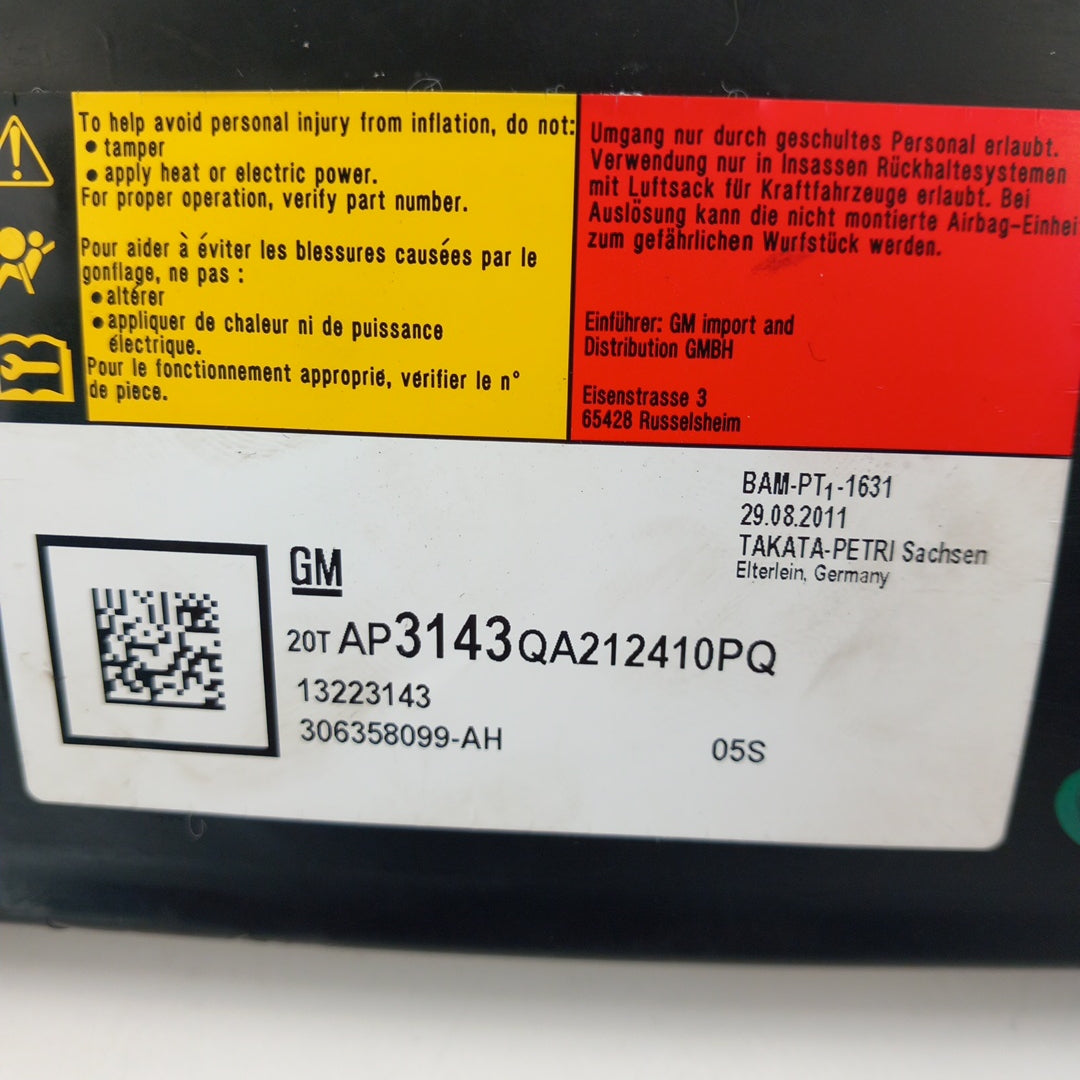 To help avoid personal injury from inflation, do not:
• tamper
• apply heat or electric power.
For proper operation, verify part number.
Pour aider à éviter les blessures causées par le
gonflage, ne pas :
• altérer
• appliquer de chaleur ni de puissance
électrique.
Pour le fonctionnement approprié, vérifier le n°
de piece.
Umgang nur durch geschultes Personal erlaubt.
Verwendung nur in Insassen Rückhaltesystemen
mit Luftsack für Kraftfahrzeuge erlaubt. Bei
Auslösung kann die nicht montierte Airbag-Einhei
zum gefährlichen Wurfstück werden.
Einführer: GM import and
Distribution GMBH
Eisenstrasse 3
65428 Russelsheim
BAM-PT1-1631
29.08.2011
TAKATA-PETRI Sachsen
Elterlein, Germany
GM
20T AP3143QA212410PQ
13223143
306358099-AH
05S